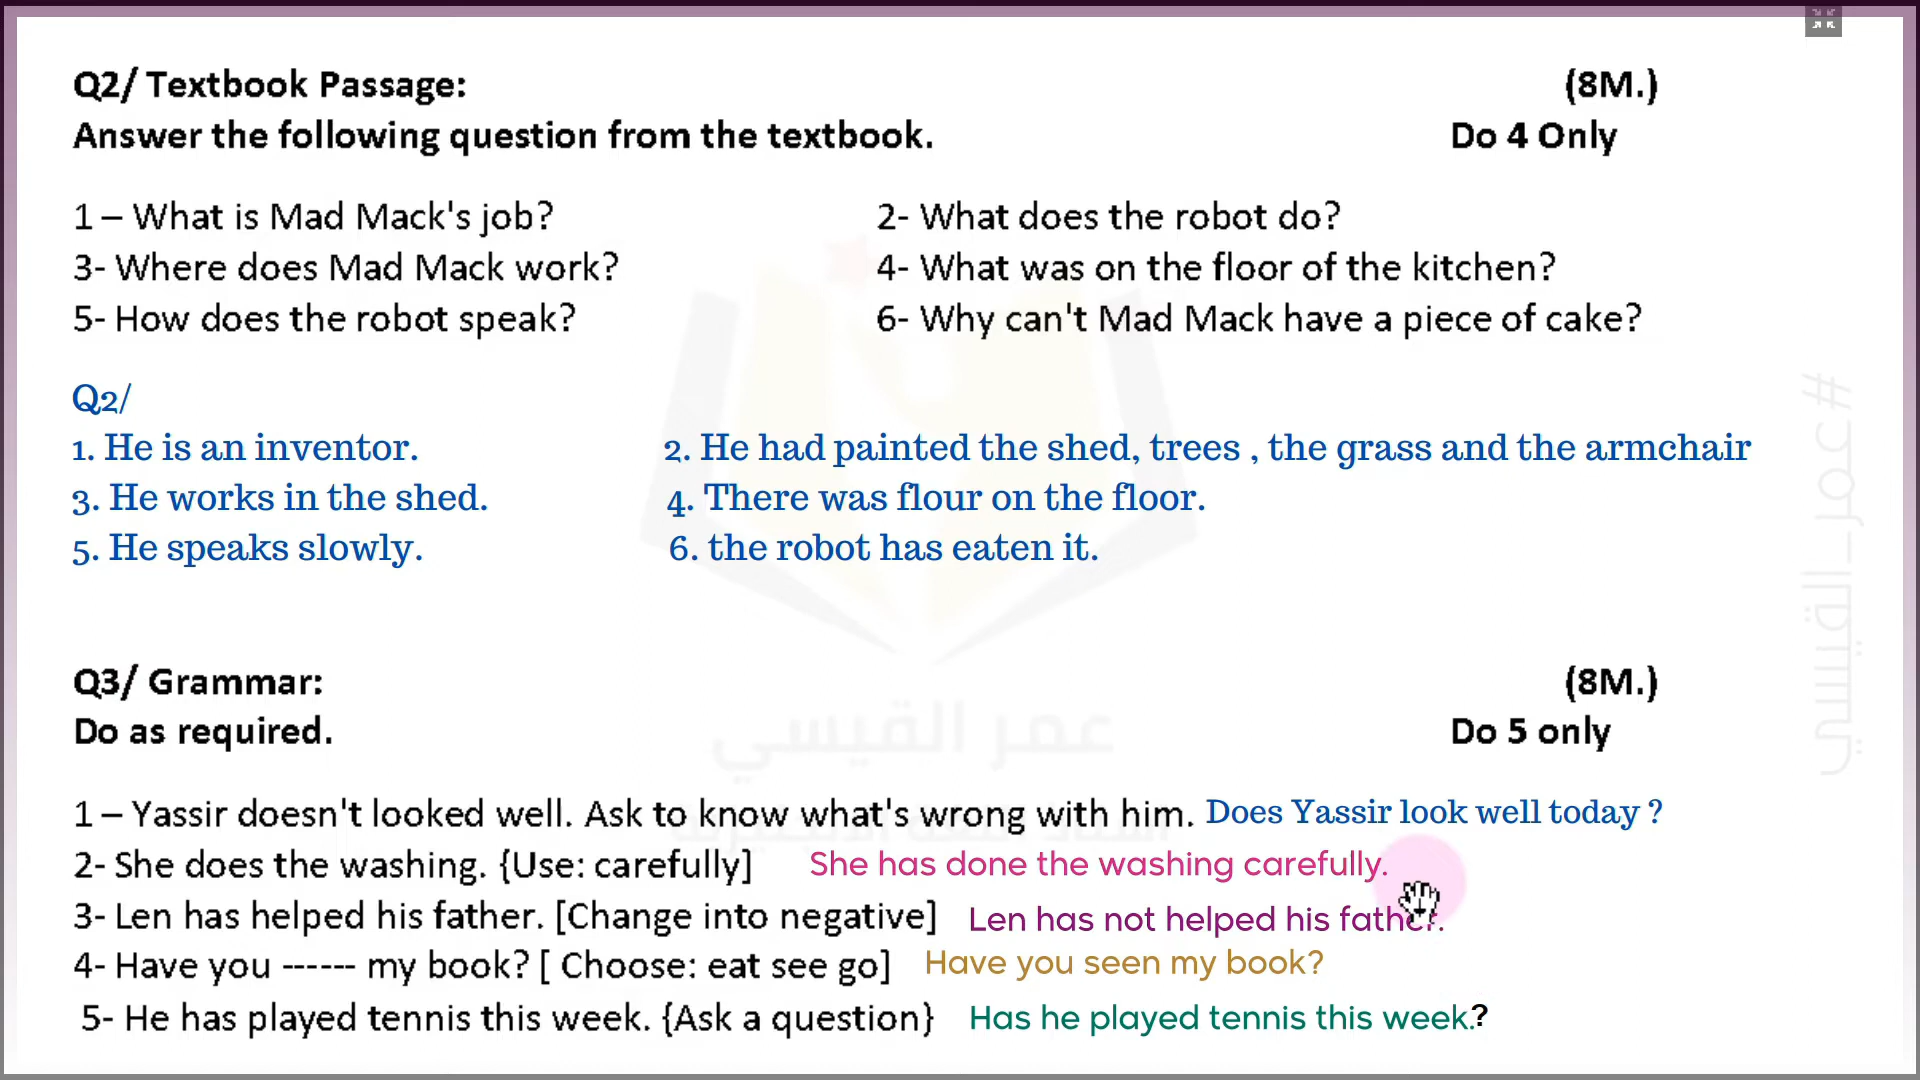 Q2/ Textbook Passage: (8M.)
Answer the following question from the textbook. Do 4 Only
1 – What is Mad Mack's job? 2- What does the robot do?
3- Where does Mad Mack work? 4- What was on the floor of the kitchen?
5- How does the robot speak? 6- Why can't Mad Mack have a piece of cake?
Q2/
1. He is an inventor. 2. He had painted the shed, trees , the grass and the armchair
3. He works in the shed. 4. There was flour on the floor.
5. He speaks slowly. 6. the robot has eaten it.
Q3/ Grammar: (8M.)
Do as required. Do 5 only
1 – Yassir doesn't looked well. Ask to know what's wrong with him. Does Yassir look well today ?
2- She does the washing. {Use: carefully] She has done the washing carefully.
3- Len has helped his father. [Change into negative] Len has not helped his father.
4- Have you ------ my book? [ Choose: eat see go] Have you seen my book?
5- He has played tennis this week. {Ask a question} Has he played tennis this week.?
#عمر_القيسي
عمر القيسي